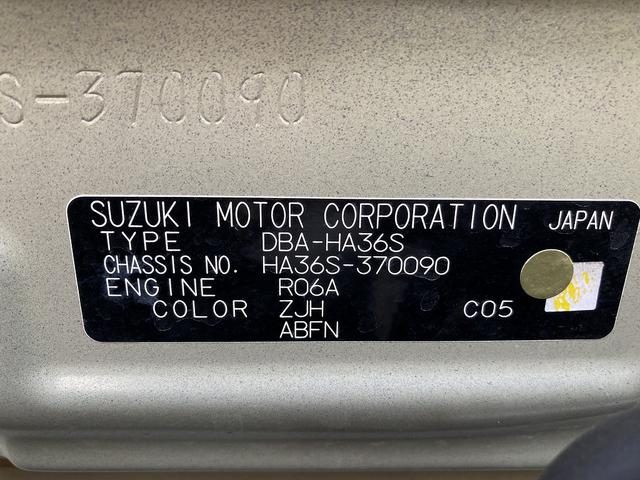 S-370090
SUZUKI MOTOR CORPORATION JAPAN
TYPE DBA-HA36S
CHASSIS NO. HA36S-370090
ENGINE R06A
COLOR ZJH C05
ABFN